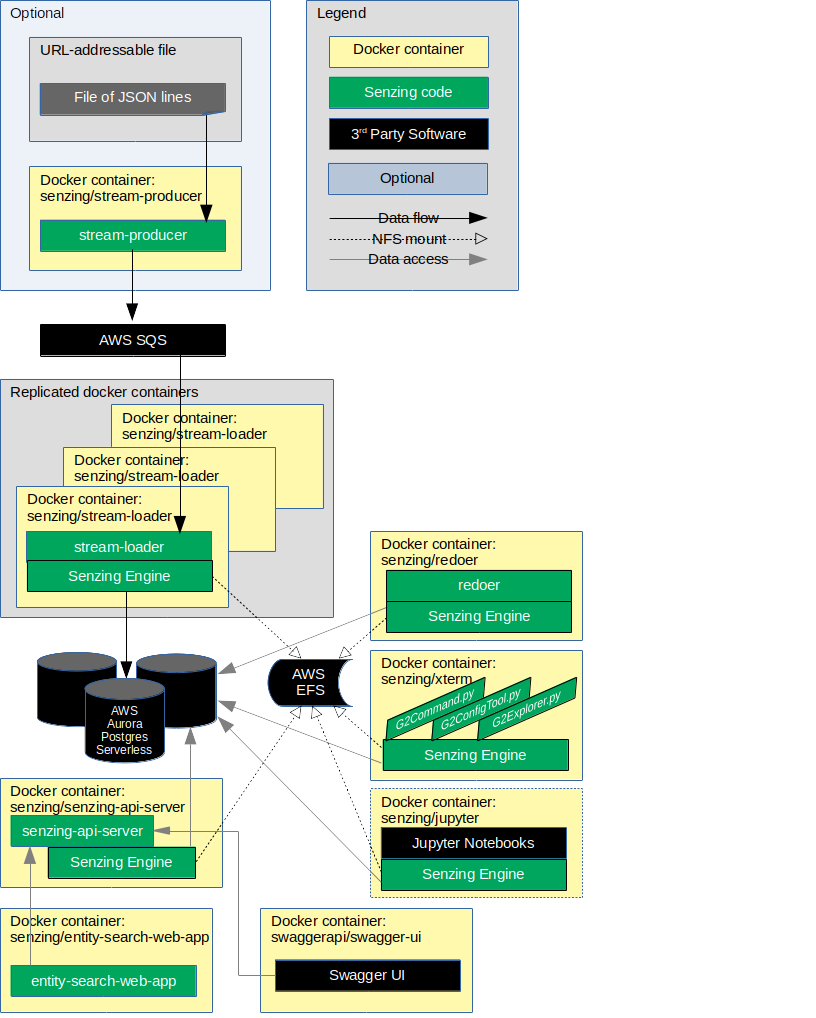 Optional
URL-addressable file
File of JSON lines
Docker container:
senzing/stream-producer
stream-producer
Legend
Docker container
Senzing code
3rd Party Software
Optional
Data flow
NFS mount
Data access
AWS SQS
Replicated docker containers
Docker container:
senzing/stream-loader
Docker container:
senzing/stream-loader
Docker container:
senzing/stream-loader
stream-loader
Senzing Engine
Docker container:
senzing/redoer
redoer
Senzing Engine
AWS
EFS
AWS
Aurora
Postgres
Serverless
Docker container:
senzing/xterm
G2Command.py
G2ConfigTool.py
G2Explorer.py
Senzing Engine
Docker container:
senzing/senzing-api-server
senzing-api-server
Senzing Engine
Docker container:
senzing/jupyter
Jupyter Notebooks
Senzing Engine
Docker container:
senzing/entity-search-web-app
entity-search-web-app
Docker container:
swaggerapi/swagger-ui
Swagger UI